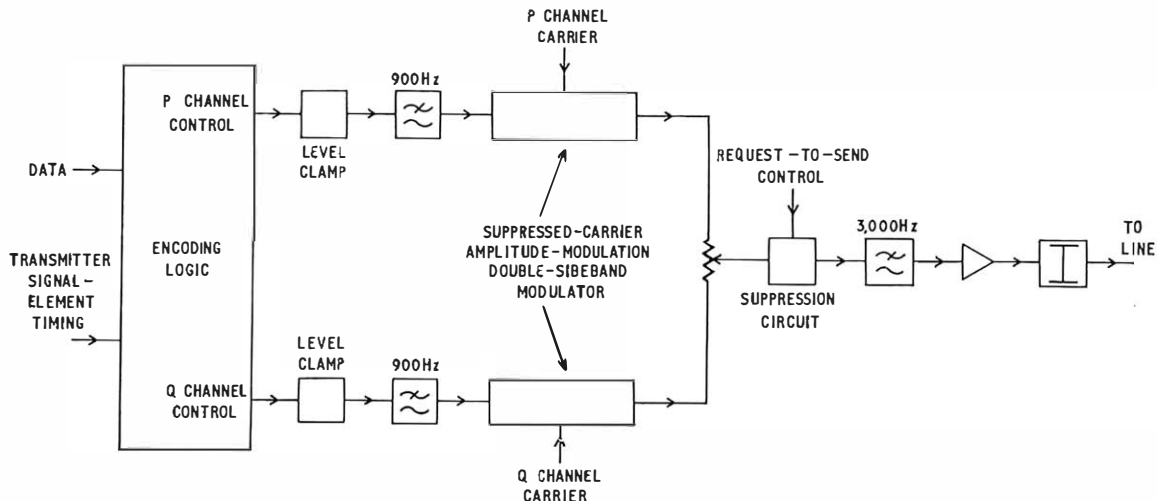 P CHANNEL
CARRIER
900Hz
P CHANNEL
CONTROL
LEVEL
CLAMP
REQUEST-TO-SEND
CONTROL
DATA
SUPPRESSED-CARRIER
AMPLITUDE-MODULATION
DOUBLE-SIDEBAND
MODULATOR
3,000Hz
TO
LINE
ENCODING
LOGIC
TRANSMITTER
SIGNAL-
ELEMENT
TIMING
SUPPRESSION
CIRCUIT
LEVEL
CLAMP
900Hz
Q CHANNEL
CONTROL
Q CHANNEL
CARRIER